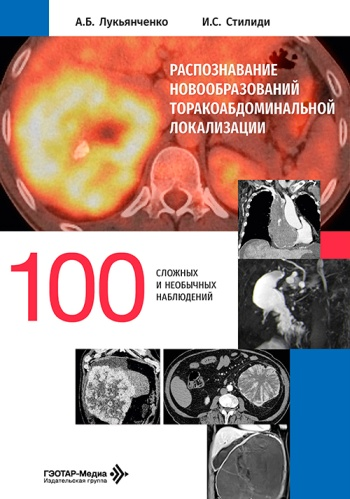 А.Б. Лукьянченко И.С. Стилиди
РАСПОЗНАВАНИЕ
НОВООБРАЗОВАНИЙ
ТОРАКОАБДОМИНАЛЬНОЙ
ЛОКАЛИЗАЦИИ
100
СЛОЖНЫХ
И НЕОБЫЧНЫХ
НАБЛЮДЕНИЙ
ГЭОТАР-Медиа
Издательская группа